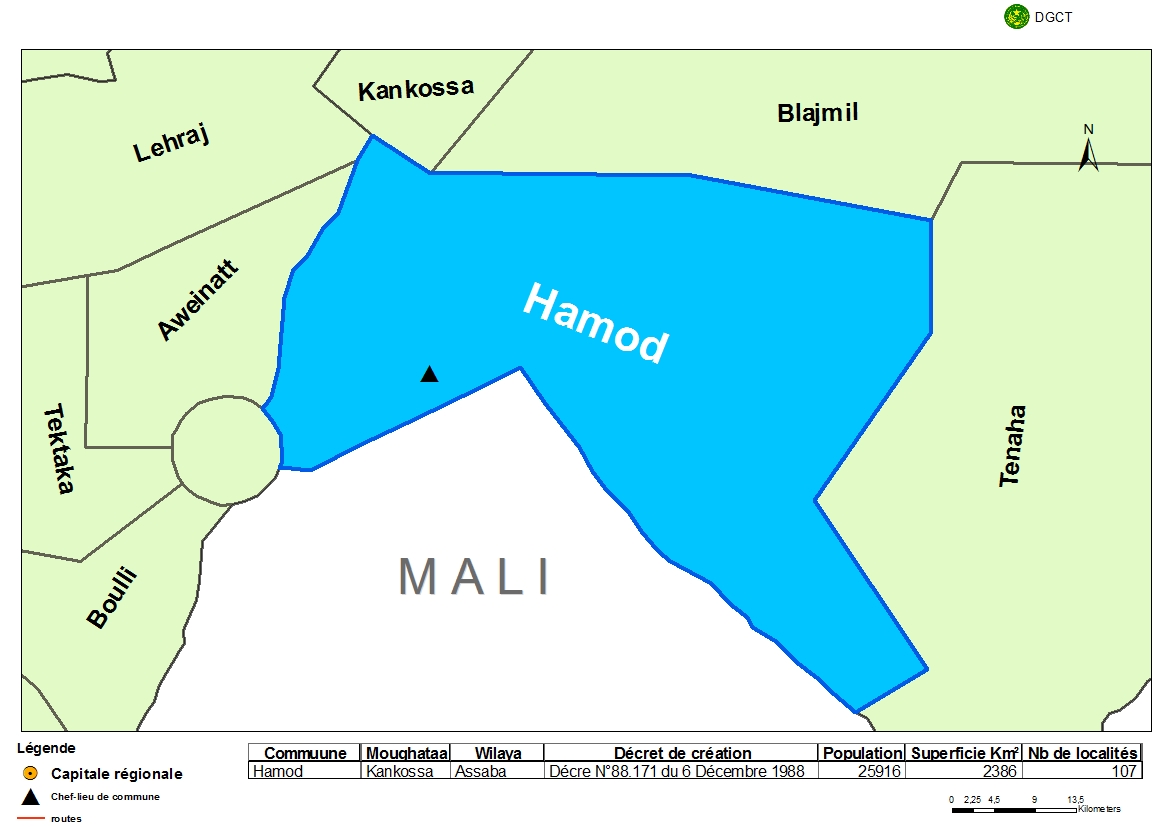 DGCT
Kankossa
Blajmil
Lehraj
N
Aweinatt
Hamod
Tektaka
Tenaha
MALI
Boulli
Légende
Capitale régionale
Chef-lieu de commune
routes
Commuune Moughataa Wilaya Décret de création Population Superficie Km² Nb de localités
Hamod Kankossa Assaba Décre N°88.171 du 6 Décembre 1988 25916 2386 107
0 2,25 4,5 9 13,5
Kilometers